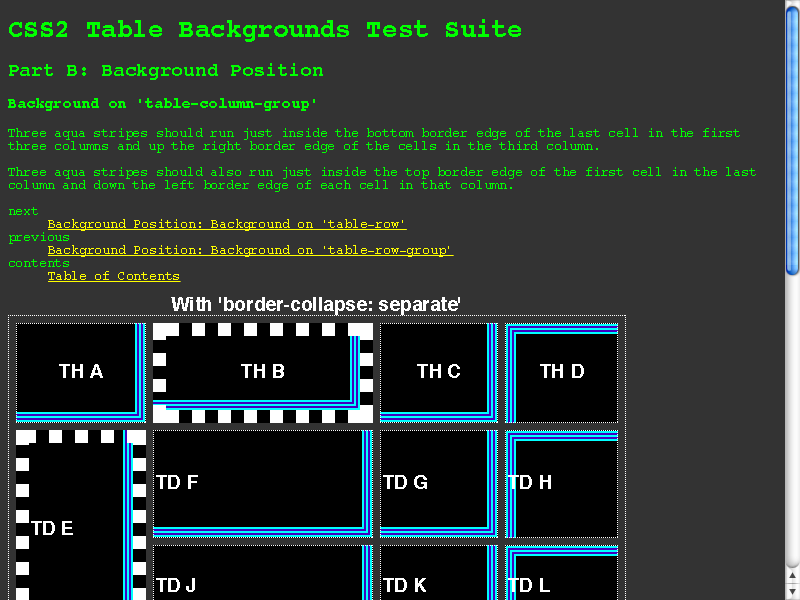 CSS2 Table Backgrounds Test Suite
Part B: Background Position
Background on 'table-column-group'
Three aqua stripes should run just inside the bottom border edge of the last cell in the first
three columns and up the right border edge of the cells in the third column.
Three aqua stripes should also run just inside the top border edge of the first cell in the last
column and down the left border edge of each cell in that column.
next
Background Position: Background on 'table-row'
previous
Background Position: Background on 'table-row-group'
contents
Table of Contents
With 'border-collapse: separate'
TH A TH B TH C TH D
TD F TD G TD H
TD E
TD J TD K TD L